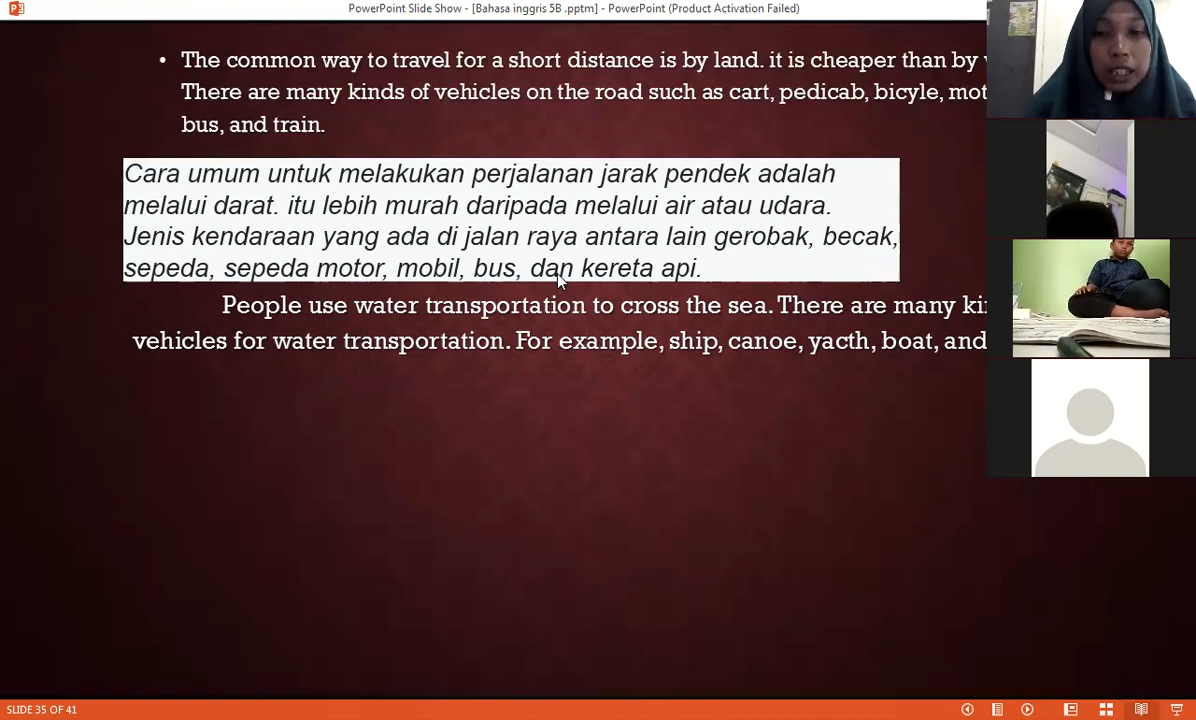 PowerPoint Slide Show - [Bahasa inggris 5B .pptm] - PowerPoint (Product Activation Failed)
• The common way to travel for a short distance is by land. it is cheaper than by
There are many kinds of vehicles on the road such as cart, pedicab, bicyle, mot
bus, and train.
Cara umum untuk melakukan perjalanan jarak pendek adalah
melalui darat. itu lebih murah daripada melalui air atau udara.
Jenis kendaraan yang ada di jalan raya antara lain gerobak, becak,
sepeda, sepeda motor, mobil, bus, dan kereta api.
People use water transportation to cross the sea. There are many ki
vehicles for water transportation. For example, ship, canoe, yacth, boat, and
SLIDE 35 OF 41